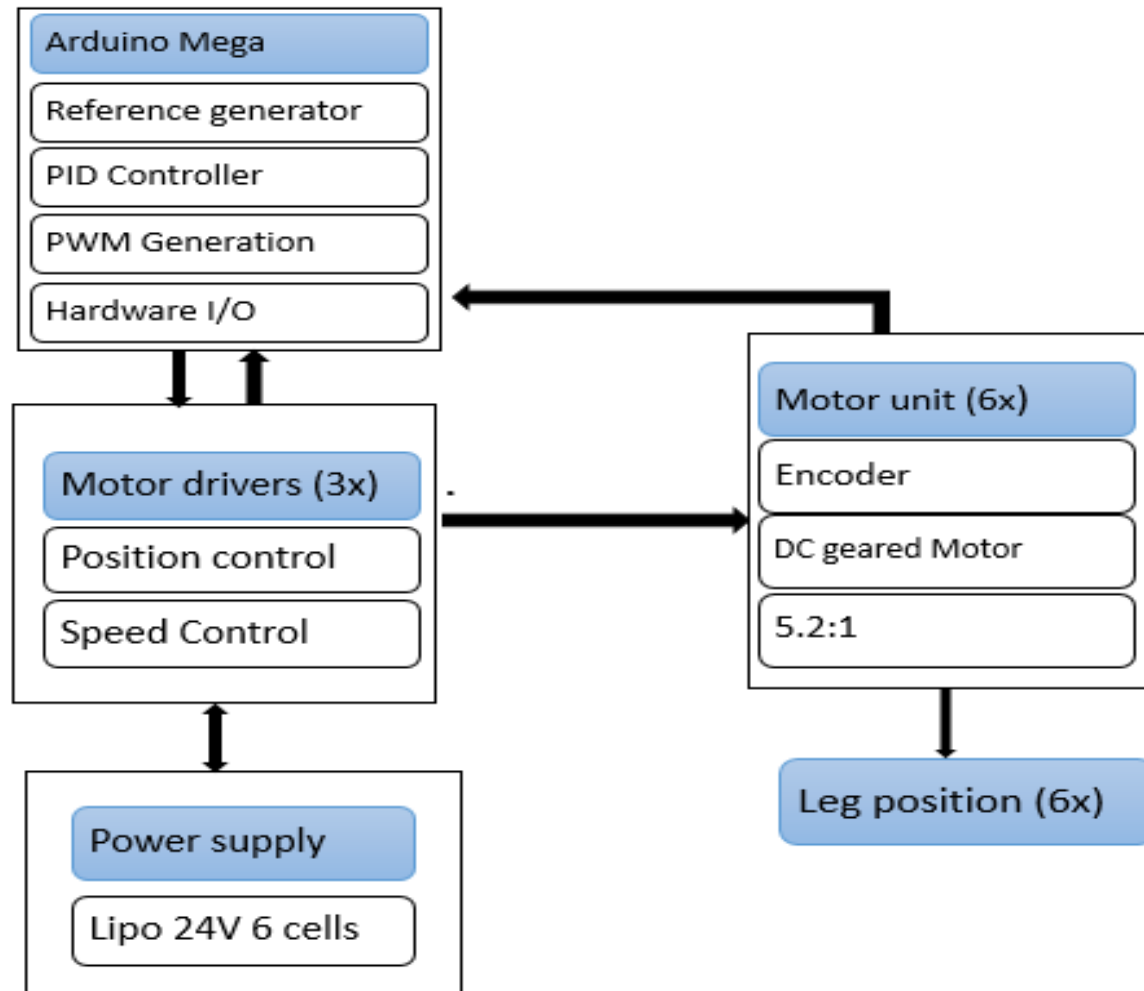 Arduino Mega
Reference generator
PID Controller
PWM Generation
Hardware I/O
Motor drivers (3x)
.
Position control
Speed Control
Power supply
Lipo 24V 6 cells
Motor unit (6x)
Encoder
DC geared Motor
5.2:1
Leg position (6x)